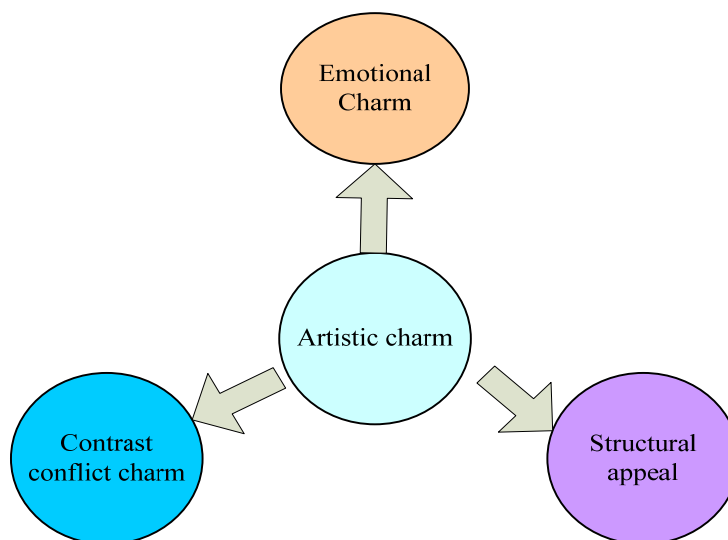 Emotional
Charm
Artistic charm
Contrast
conflict charm
Structural
appeal